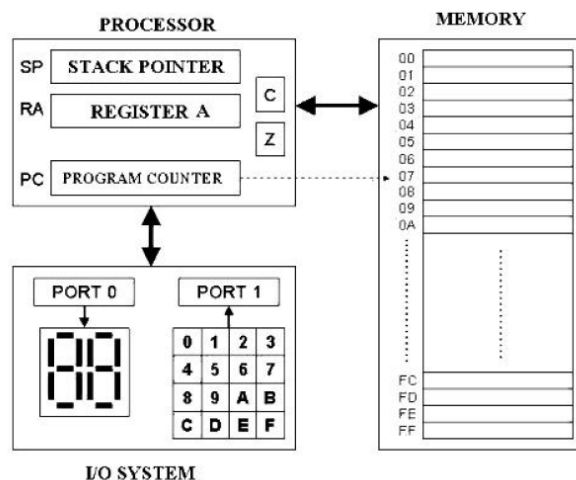 PROCESSOR
SP STACK POINTER
RA REGISTER A
C
Z
PC PROGRAM COUNTER
MEMORY
00
01
02
03
04
05
06
07
08
09
0A
FC
FD
FE
FF
PORT 0
PORT 1
0 1 2 3
4 5 6 7
8 9 A B
C D E F
I/O SYSTEM